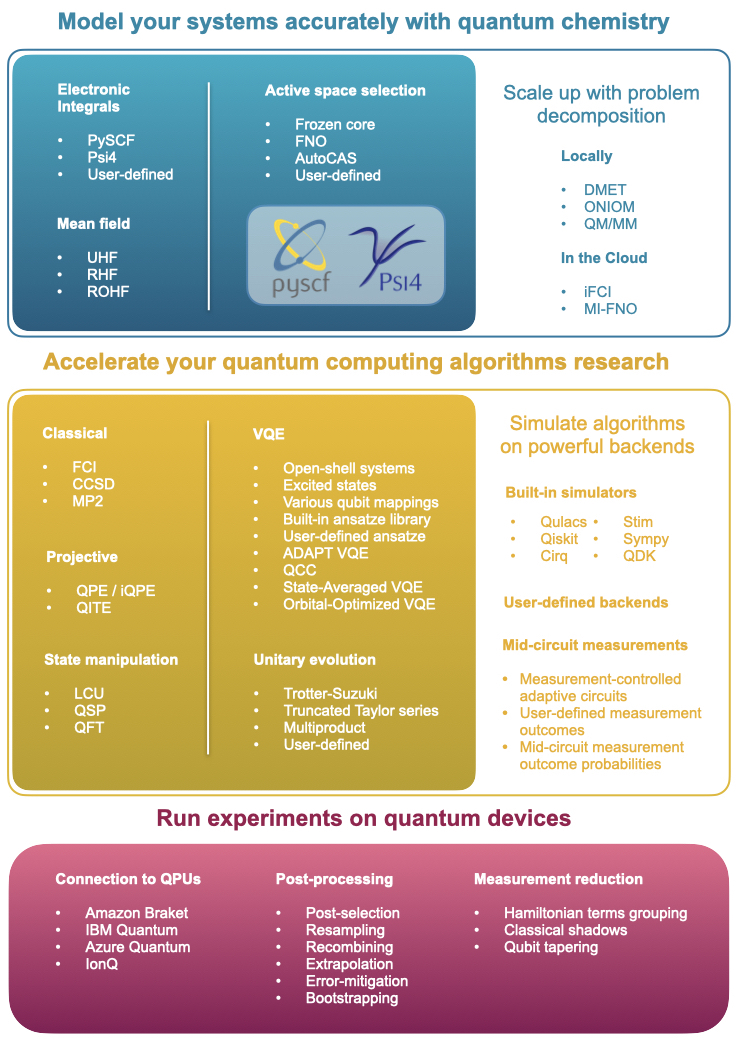 Model your systems accurately with quantum chemistry
Electronic
Integrals
• PySCF
• Psi4
• User-defined
Mean field
• UHF
• RHF
• ROHF
Active space selection
• Frozen core
• FNO
• AutoCAS
• User-defined
pyscf
PSI4
Scale up with problem
decomposition
Locally
• DMET
• ONIOM
• QM/MM
In the Cloud
• iFCI
• MI-FNO
Accelerate your quantum computing algorithms research
Classical
• FCI
• CCSD
• MP2
Projective
• QPE / iQPE
• QITE
State manipulation
• LCU
• QSP
• QFT
VQE
• Open-shell systems
• Excited states
• Various qubit mappings
• Built-in ansatze library
• User-defined ansatze
• ADAPT VQE
• QCC
• State-Averaged VQE
• Orbital-Optimized VQE
Unitary evolution
• Trotter-Suzuki
• Truncated Taylor series
• Multiproduct
• User-defined
Simulate algorithms
on powerful backends
Built-in simulators
• Qulacs • Stim
• Qiskit • Sympy
• Cirq • QDK
User-defined backends
Mid-circuit measurements
• Measurement-controlled
adaptive circuits
• User-defined measurement
outcomes
• Mid-circuit measurement
outcome probabilities
Run experiments on quantum devices
Connection to QPUs
• Amazon Braket
• IBM Quantum
• Azure Quantum
• IonQ
Post-processing
• Post-selection
• Resampling
• Recombining
• Extrapolation
• Error-mitigation
• Bootstrapping
Measurement reduction
• Hamiltonian terms grouping
• Classical shadows
• Qubit tapering